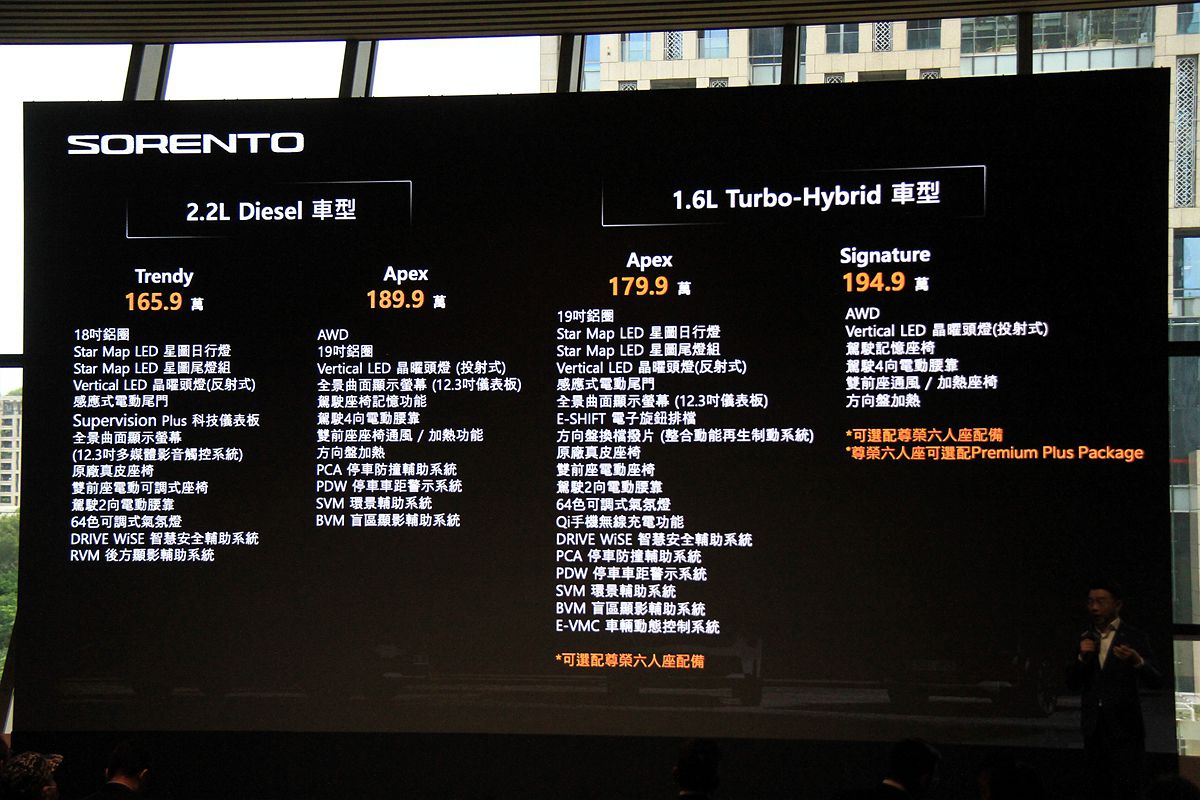 SORENTO
2.2L Diesel 車型
Trendy
165.9 萬
18吋鋁圈
Star Map LED 星圖日行燈
Star Map LED 星圖尾燈組
Vertical LED 晶曜頭燈(反射式)
感應式電動尾門
Supervision Plus 科技儀表板
全景曲面顯示螢幕
(12.3吋多媒體影音觸控系統)
原廠真皮座椅
雙前座電動可調式座椅
駕駛2向電動腰靠
64色可調式氣氛燈
DRIVE WiSE 智慧安全輔助系統
RVM 後方顯影輔助系統
Apex
189.9 萬
AWD
19吋鋁圈
Vertical LED 晶曜頭燈 (投射式)
全景曲面顯示螢幕 (12.3吋儀表板)
駕駛座椅記憶功能
駕駛4向電動腰靠
雙前座座椅通風 / 加熱功能
方向盤加熱
PCA 停車防撞輔助系統
PDW 停車車距警示系統
SVM 環景輔助系統
BVM 盲區顯影輔助系統
1.6L Turbo-Hybrid 車型
Apex
179.9 萬
19吋鋁圈
Star Map LED 星圖日行燈
Star Map LED 星圖尾燈組
Vertical LED 晶曜頭燈(反射式)
感應式電動尾門
全景曲面顯示螢幕 (12.3吋儀表板)
E-SHIFT 電子旋鈕排檔
方向盤換檔撥片 (整合動能再生制動系統)
原廠真皮座椅
雙前座電動座椅
駕駛2向電動腰靠
64色可調式氣氛燈
Qi手機無線充電功能
DRIVE WiSE 智慧安全輔助系統
PCA 停車防撞輔助系統
PDW 停車車距警示系統
SVM 環景輔助系統
BVM 盲區顯影輔助系統
E-VMC 車輛動態控制系統
*可選配尊榮六人座配備
Signature
194.9 萬
AWD
Vertical LED 晶曜頭燈(投射式)
駕駛記憶座椅
駕駛4向電動腰靠
雙前座通風 / 加熱座椅
方向盤加熱
*可選配尊榮六人座配備
*尊榮六人座可選配Premium Plus Package